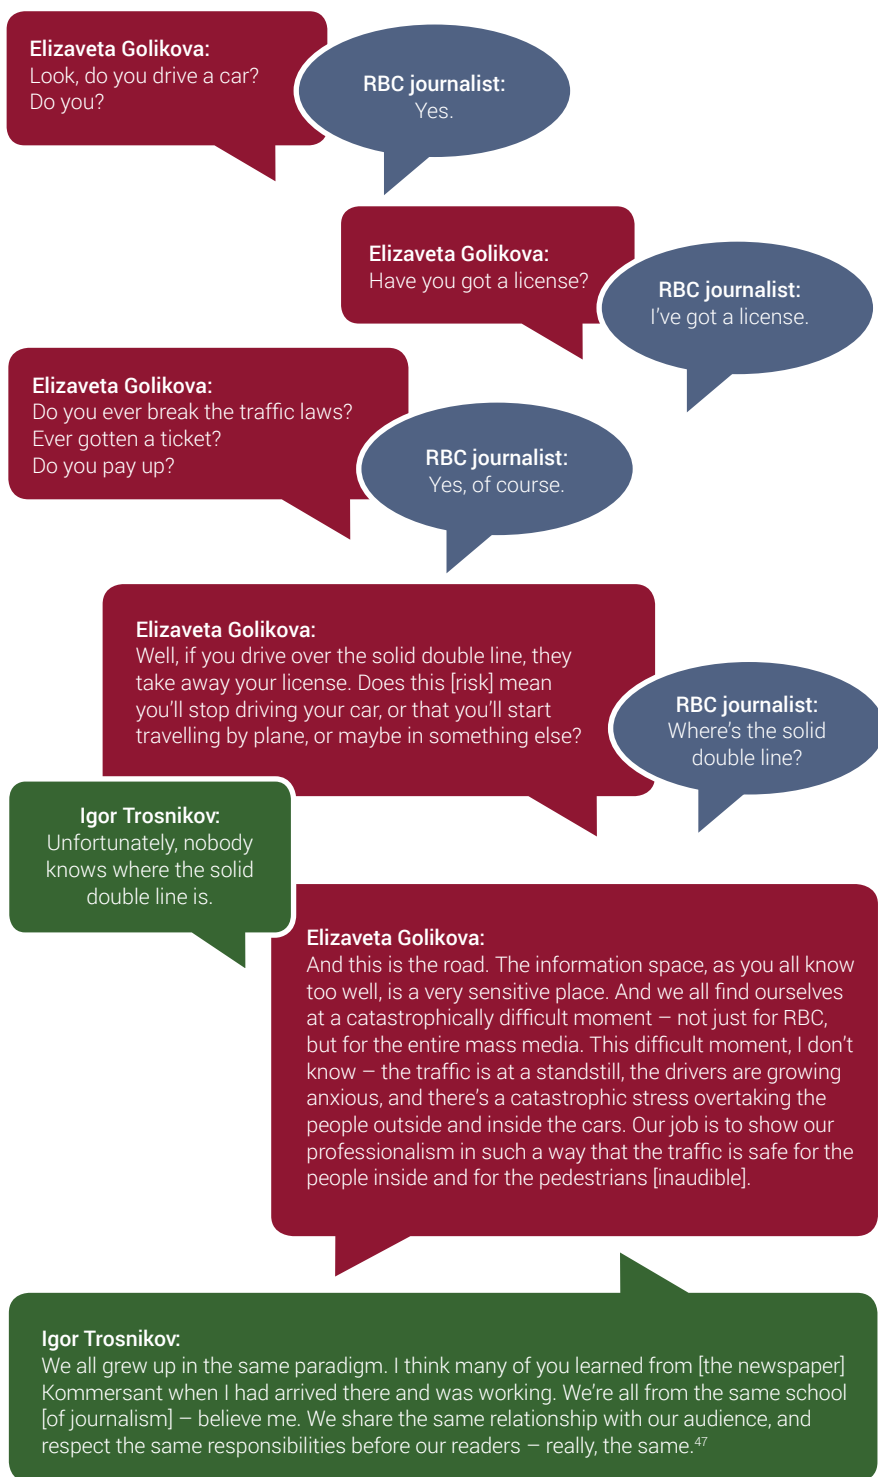 Elizaveta Golikova:
Look, do you drive a car?
Do you?
RBC journalist:
Yes.
Elizaveta Golikova:
Have you got a license?
RBC journalist:
I've got a license.
Elizaveta Golikova:
Do you ever break the traffic laws?
Ever gotten a ticket?
Do you pay up?
RBC journalist:
Yes, of course.
Elizaveta Golikova:
Well, if you drive over the solid double line, they
take away your license. Does this [risk] mean
you'll stop driving your car, or that you'll start
travelling by plane, or maybe in something else?
RBC journalist:
Where's the solid
double line?
Igor Trosnikov:
Unfortunately, nobody
knows where the solid
double line is.
Elizaveta Golikova:
And this is the road. The information space, as you all know
too well, is a very sensitive place. And we all find ourselves
at a catastrophically difficult moment – not just for RBC,
but for the entire mass media. This difficult moment, I don't
know – the traffic is at a standstill, the drivers are growing
anxious, and there's a catastrophic stress overtaking the
people outside and inside the cars. Our job is to show our
professionalism in such a way that the traffic is safe for the
people inside and for the pedestrians [inaudible].
Igor Trosnikov:
We all grew up in the same paradigm. I think many of you learned from [the newspaper]
Kommersant when I had arrived there and was working. We're all from the same school
[of journalism] – believe me. We share the same relationship with our audience, and
respect the same responsibilities before our readers – really, the same.47